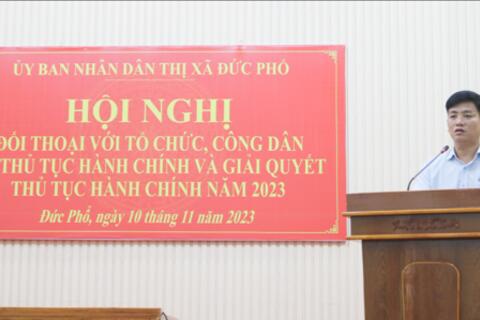 ỦY BAN NHÂN DÂN THỊ XÃ ĐỨC PHỔ
HỘI NGHỊ
ĐỐI THOẠI VỚI TỔ CHỨC, CÔNG DÂN
THỦ TỤC HÀNH CHÍNH VÀ GIẢI QUYẾT
THỦ TỤC HÀNH CHÍNH NĂM 2023
Đức Phổ, ngày 10 tháng 11 năm 2023